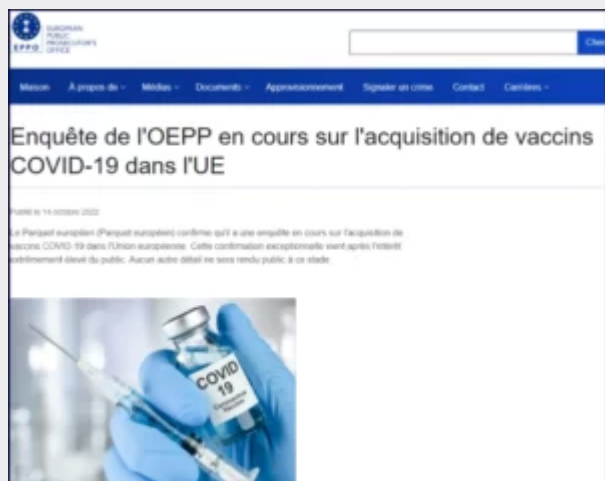 EUROPEAN
PUBLIC
PROSECUTOR'S
OFFICE
EPPO
Cher
Maison À propos de Médias Documents Approvisionnement Signaler un crime Contact Carrières
Enquête de l'OEPP en cours sur l'acquisition de vaccins
COVID-19 dans l'UE
Publié le 14 octobre 2022
Le Parquet européen (Parquet européen) confirme qu'il a une enquête en cours sur l'acquisition de
vaccins COVID-19 dans l'Union européenne. Cette confirmation exceptionnelle vient après l'intérêt
extrêmement élevé du public. Aucun autre détail ne sera rendu public à ce stade.
COVID
19
Coronavirus
Vaccine